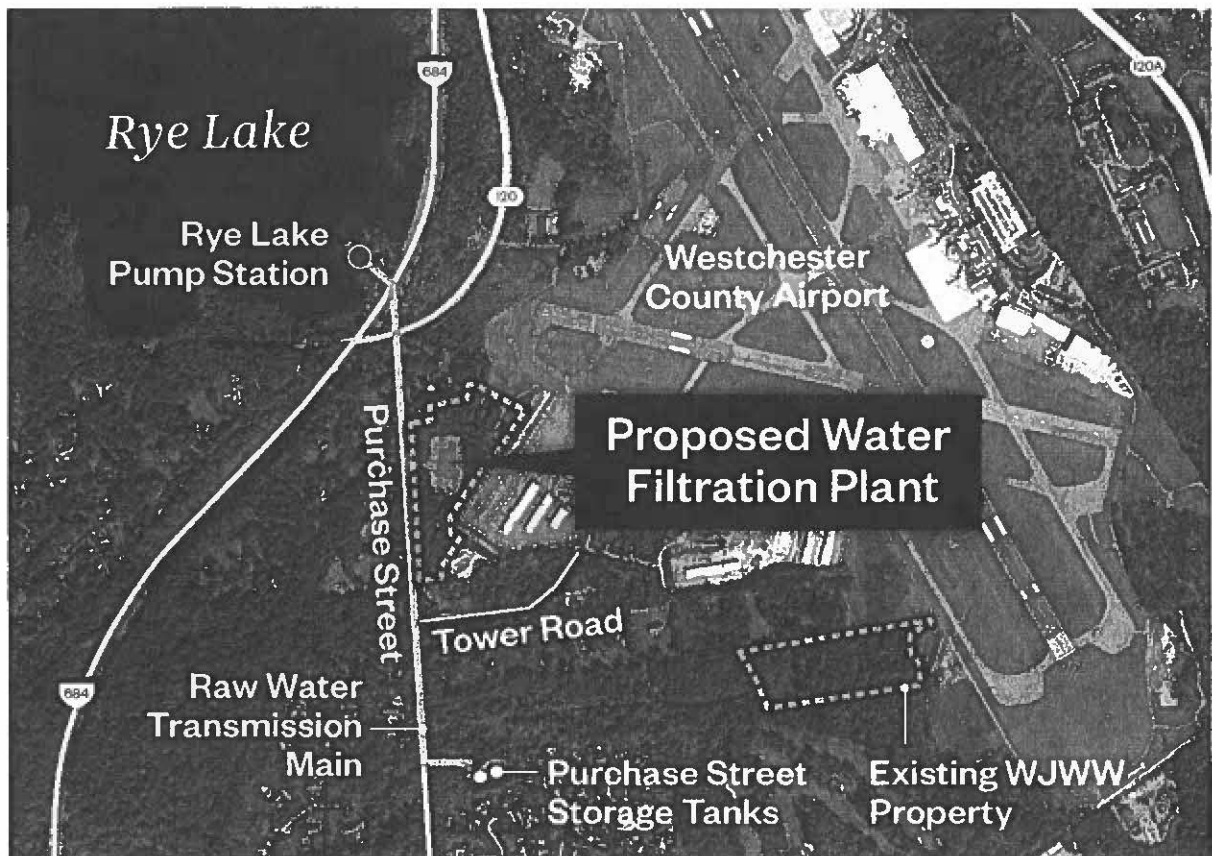 684
120A
Rye Lake
120
Rye Lake
Pump Station
Westchester
County Airport
Purchase Street
Proposed Water
Filtration Plant
Tower Road
684
Raw Water
Transmission
Main
Purchase Street
Storage Tanks
Existing WJWW
Property